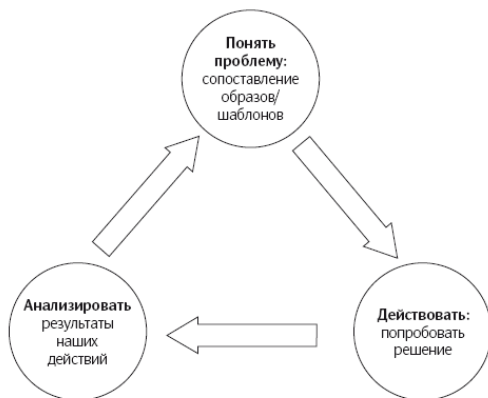 Понять
проблему:
сопоставление
образов/
шаблонов
Анализировать
результаты
наших
действий
Действовать:
попробовать
решение